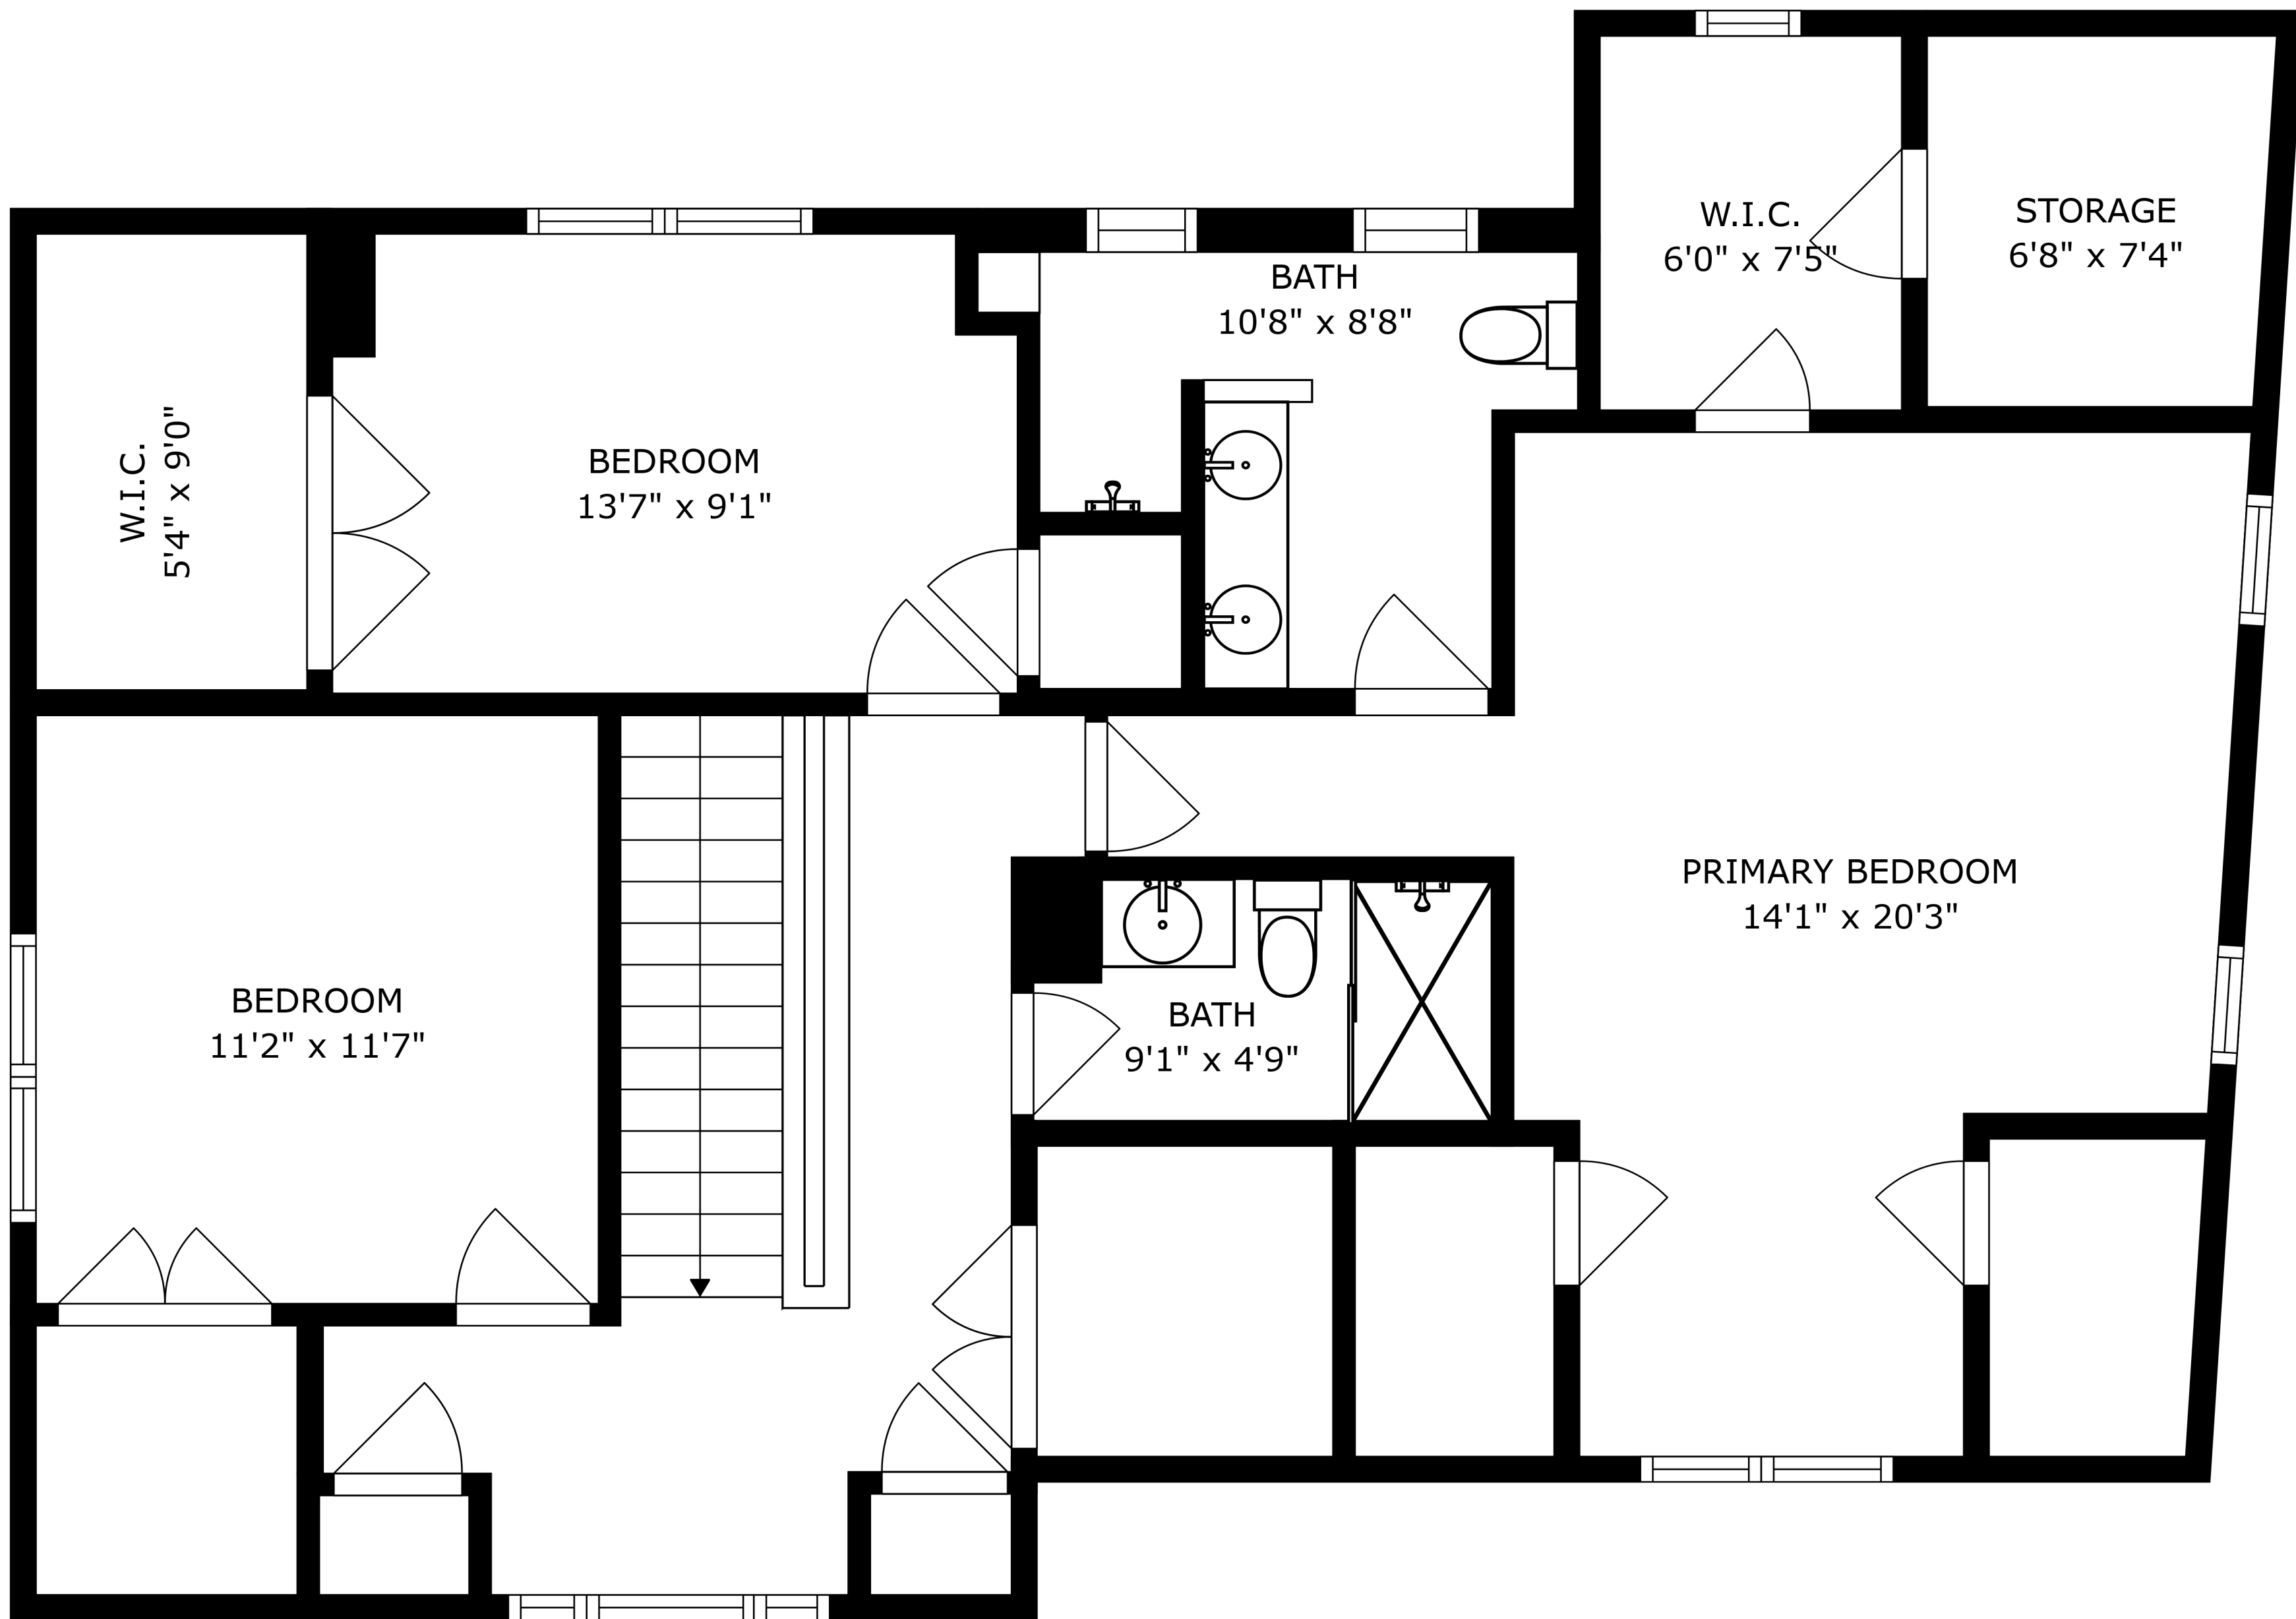 W.I.C.
6'0" x 7'5"
STORAGE
6'8" x 7'4"
BATH
10'8" x 8'8"
W.I.C.
5'4" x 9'0"
BEDROOM
13'7" x 9'1"
PRIMARY BEDROOM
14'1" x 20'3"
BEDROOM
11'2" x 11'7"
BATH
9'1" x 4'9"